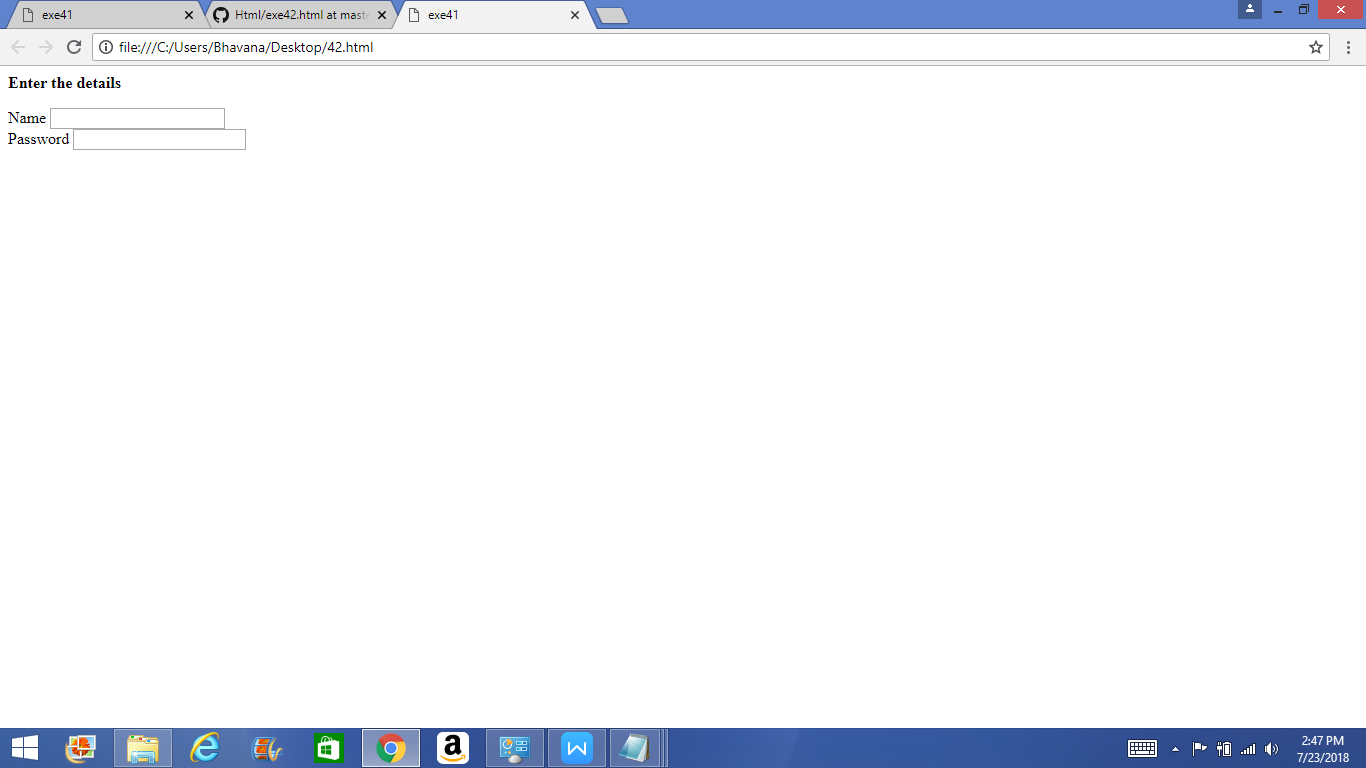 exe41
Html/exe42.html at maste
exe41
file:///C:/Users/Bhavana/Desktop/42.html
Enter the details
Name
Password
2:47 PM
7/23/2018